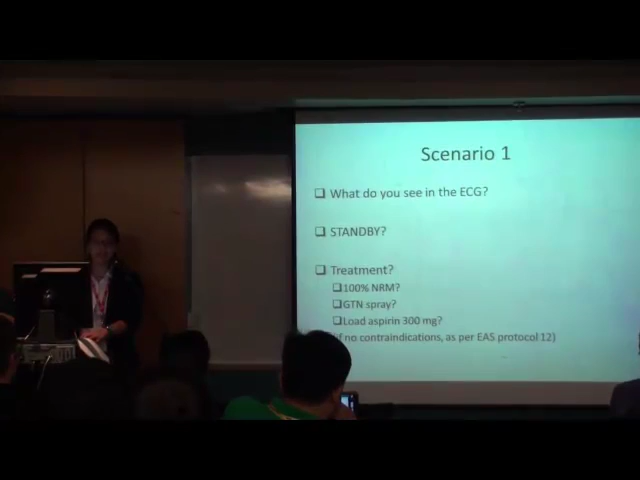 Scenario 1
What do you see in the ECG?
STANDBY?
Treatment?
100% NRM?
GTN spray?
Load aspirin 300 mg?
if no contraindications, as per EAS protocol 12)